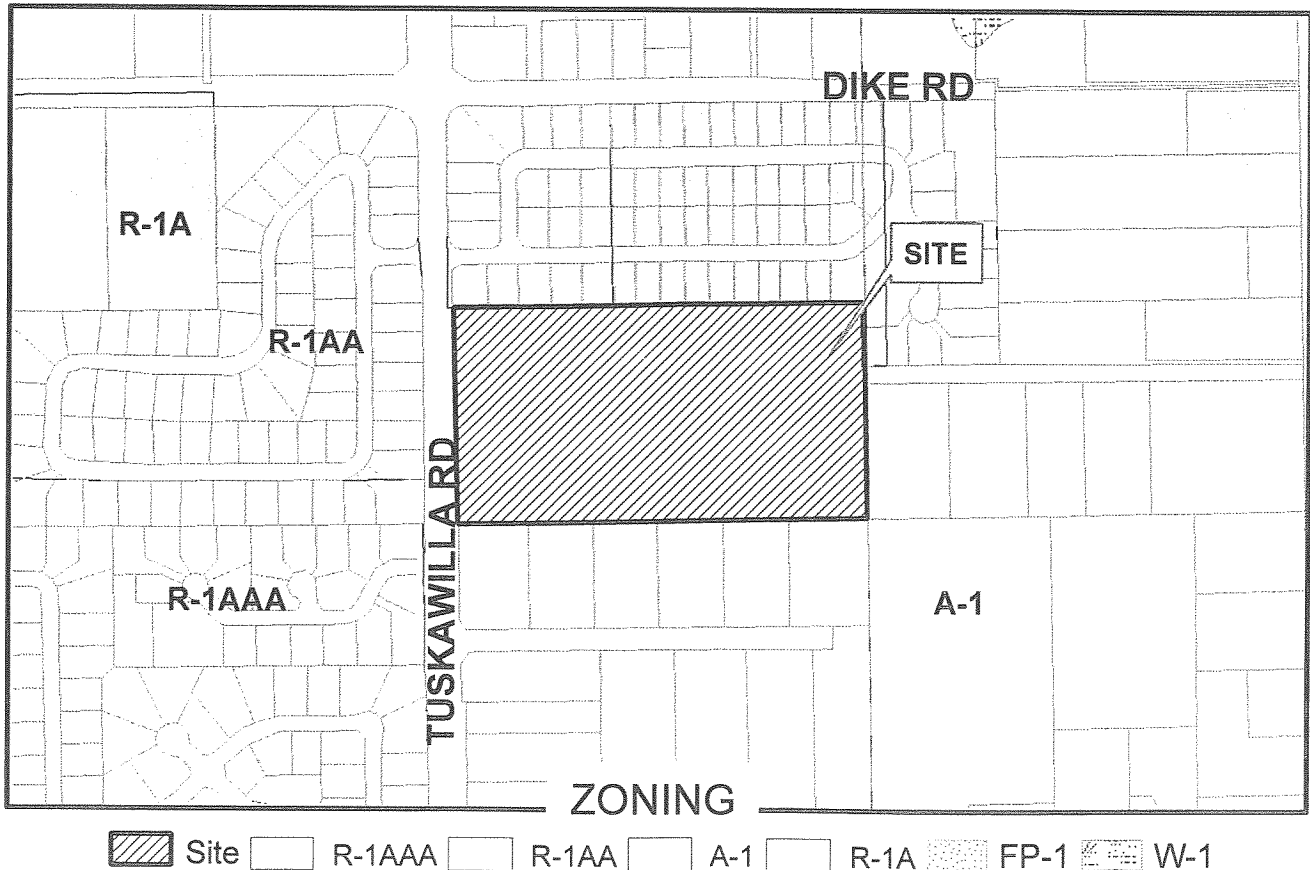 DIKE RD
R-1A
SITE
R-1AA
TUSKAWILLA RD
R-1AAA
A-1
ZONING
Site R-1AAA R-1AA A-1 R-1A FP-1 W-1